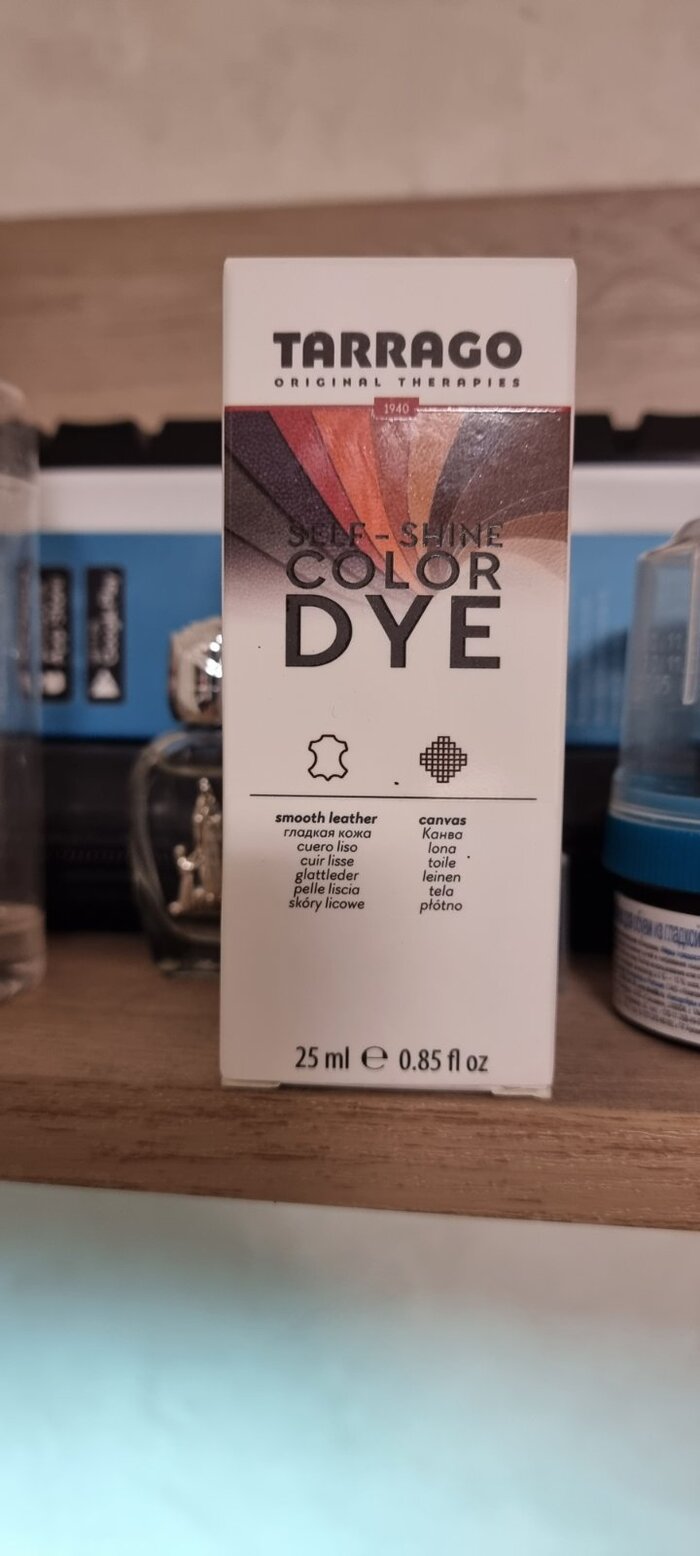 TARRAGO
ORIGINAL THERAPIES
1940
SELF-SHINE
COLOR
DYE
smooth leather
гладкая кожа
cuero liso
cuir lisse
glattleder
pelle liscia
skóry licowe
canvas
Канва
lona
toile
leinen
tela
płótno
25 ml ℮ 0.85 fl oz